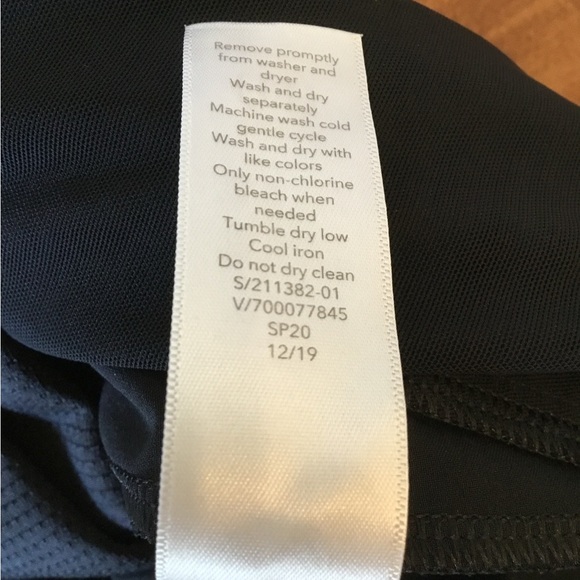 Remove promptly
from washer and
dryer
Wash and dry
separately
Machine wash cold
gentle cycle
Wash and dry with
like colors
Only non-chlorine
bleach when
needed
Tumble dry low
Cool iron
Do not dry clean
S/211382-01
V/700077845
SP20
12/19